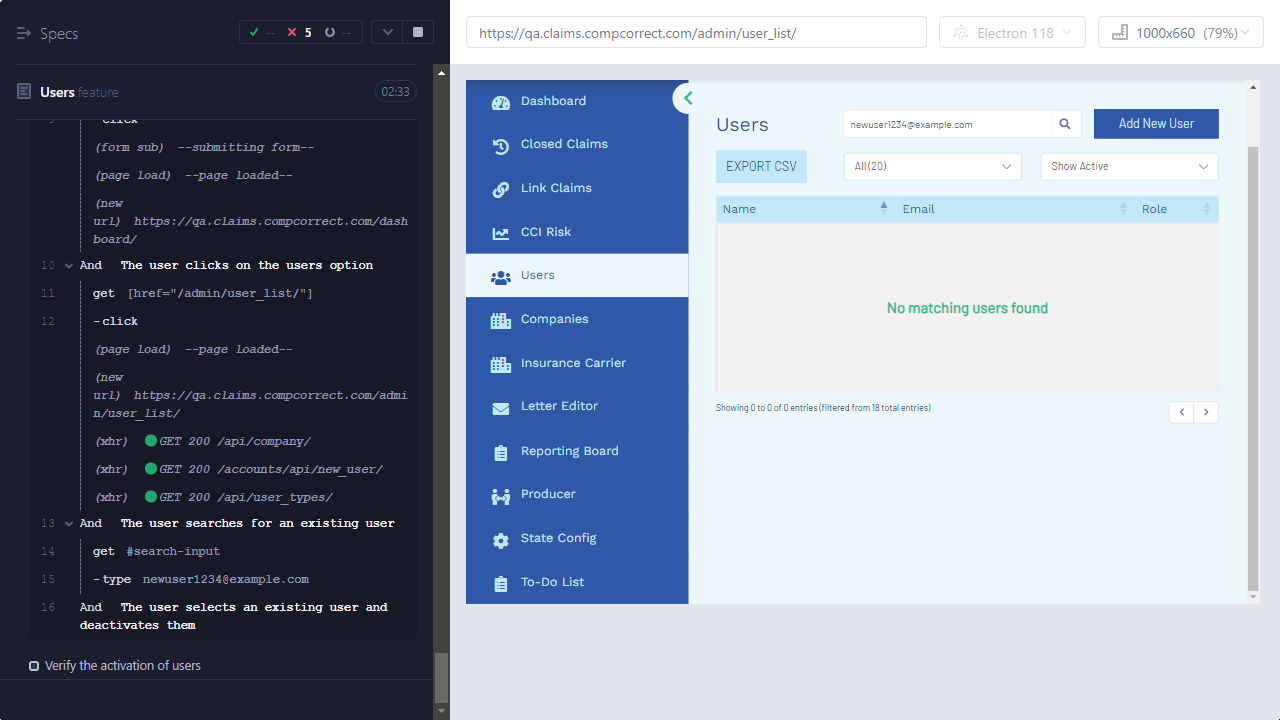 Specs
-- 5 --
Users.feature
02:33
9 -click
(form sub) --submitting form--
(page load) --page loaded--
(new
url) https://qa.claims.compcorrect.com/dash
board/
10 And The user clicks on the users option
11 get [href="/admin/user_list/"]
12 -click
(page load) --page loaded--
(new
url) https://qa.claims.compcorrect.com/admi
n/user_list/
(xhr) GET 200 /api/company/
(xhr) GET 200 /accounts/api/new_user/
(xhr) GET 200 /api/user_types/
13 And The user searches for an existing user
14 get #search-input
15 -type newuser1234@example.com
16 And The user selects an existing user and
deactivates them
Verify the activation of users
https://qa.claims.compcorrect.com/admin/user_list/
Electron 118
1000x660 (79%)
Dashboard
Closed Claims
Link Claims
CCI Risk
Users
Companies
Insurance Carrier
Letter Editor
Reporting Board
Producer
State Config
To-Do List
Users
newuser1234@example.com
Add New User
EXPORT CSV
All (20)
Show Active
Name Email Role
No matching users found
Showing 0 to 0 of 0 entries (filtered from 18 total entries)